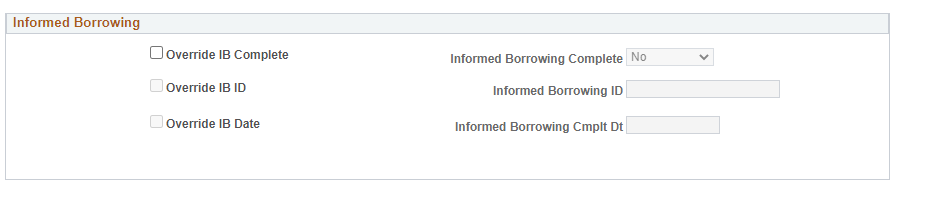 Informed Borrowing
Override IB Complete
Informed Borrowing Complete No
Override IB ID
Informed Borrowing ID
Override IB Date
Informed Borrowing Cmplt Dt